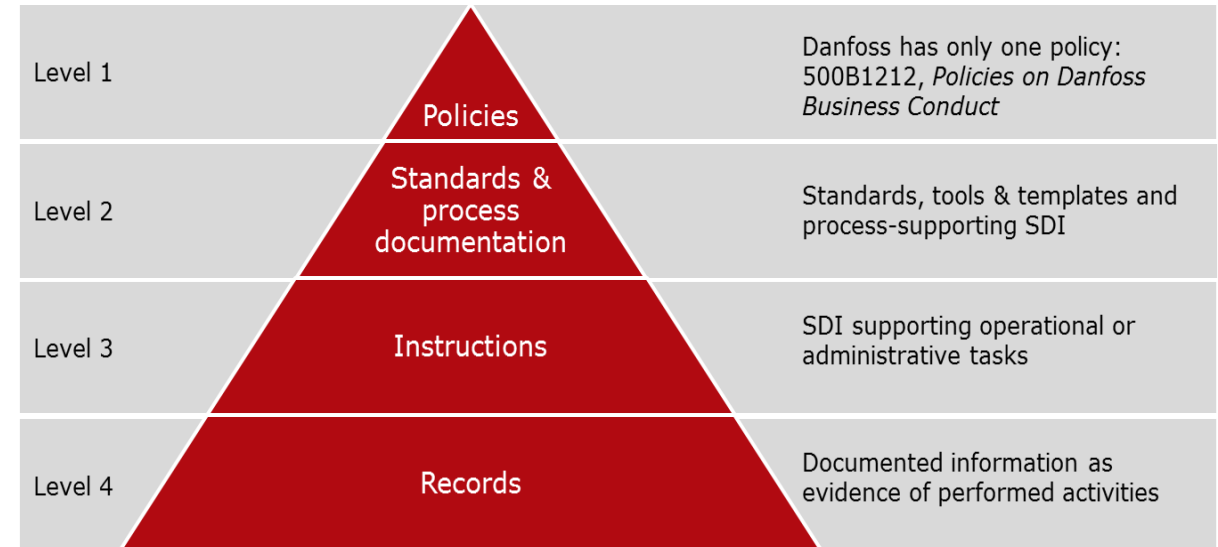 Level 1
Policies
Danfoss has only one policy:
500B1212, Policies on Danfoss
Business Conduct
Level 2
Standards &
process
documentation
Standards, tools & templates and
process-supporting SDI
Level 3
Instructions
SDI supporting operational or
administrative tasks
Level 4
Records
Documented information as
evidence of performed activities